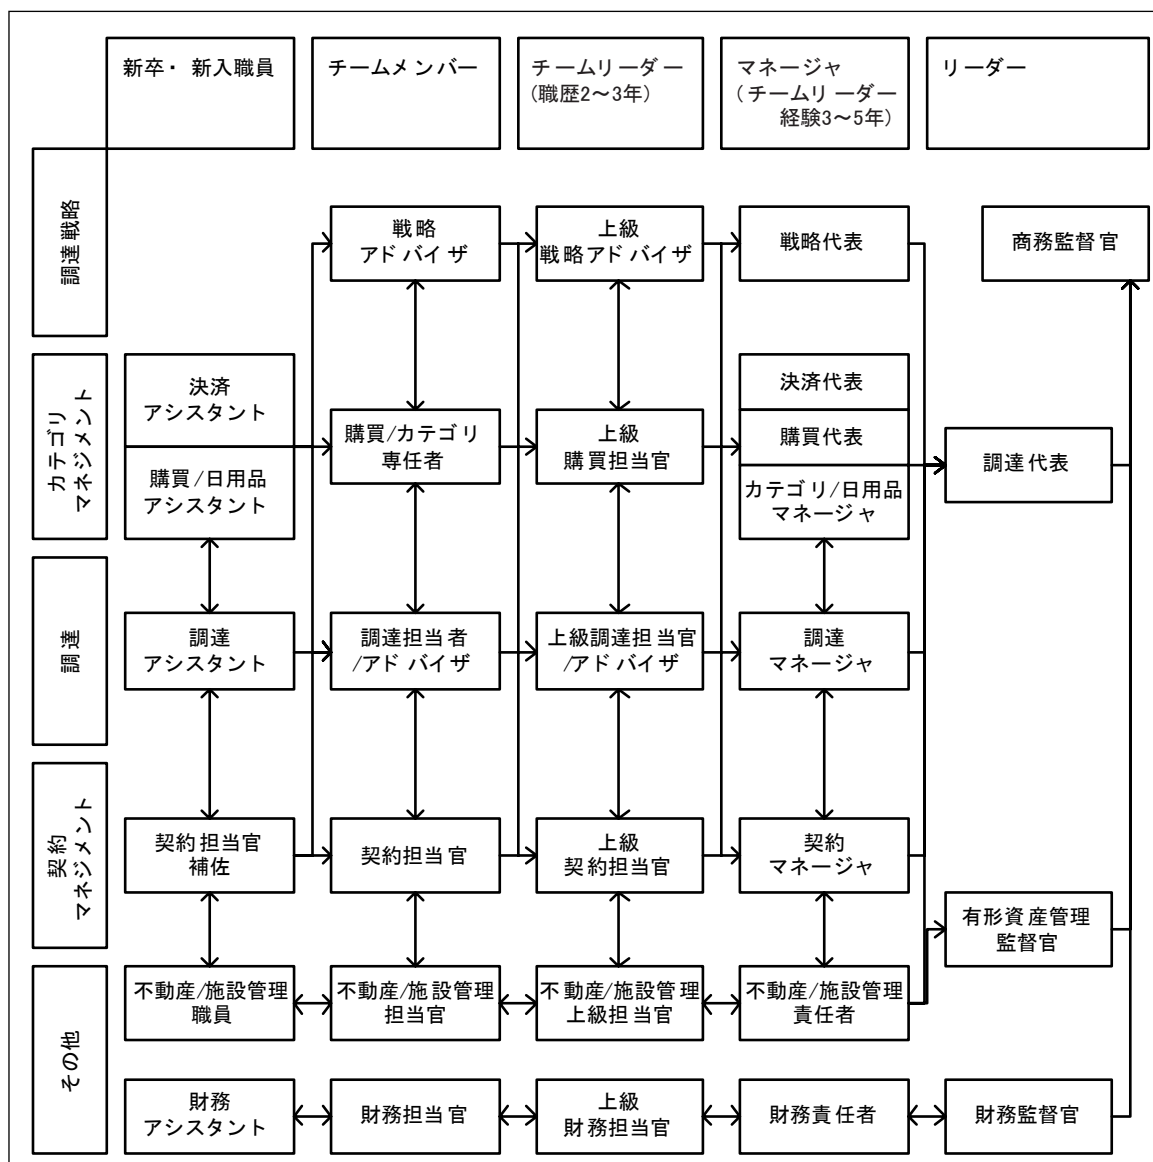 新卒・新入職員
チームメンバー
チームリーダー
(職歴2～3年)
マネージャ
(チームリーダー
経験3～5年)
リーダー
調達戦略
戦略
アドバイザ
上級
戦略アドバイザ
戦略代表
商務監督官
カテゴリ
マネジメント
決済
アシスタント
購買/日用品
アシスタント
購買/カテゴリ
専任者
上級
購買担当官
決済代表
購買代表
カテゴリ/日用品
マネージャ
調達代表
調達
調達
アシスタント
調達担当者
/アドバイザ
上級調達担当官
/アドバイザ
調達
マネージャ
契約
マネジメント
契約担当官
補佐
契約担当官
上級
契約担当官
契約
マネージャ
有形資産管理
監督官
その他
不動産/施設管理
職員
不動産/施設管理
担当官
不動産/施設管理
上級担当官
不動産/施設管理
責任者
財務
アシスタント
財務担当官
上級
財務担当官
財務責任者
財務監督官